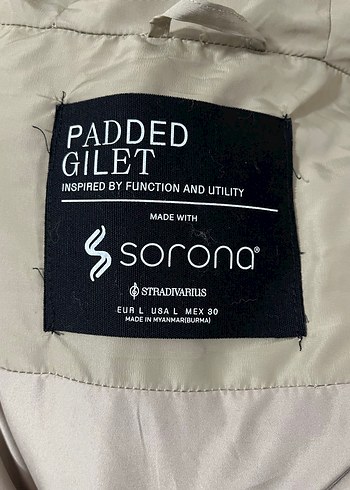 PADDED
GILET
INSPIRED BY FUNCTION AND UTILITY
MADE WITH
sorona®
STRADIVARIUS
EUR L USA L MEX 30
MADE IN MYANMAR(BURMA)